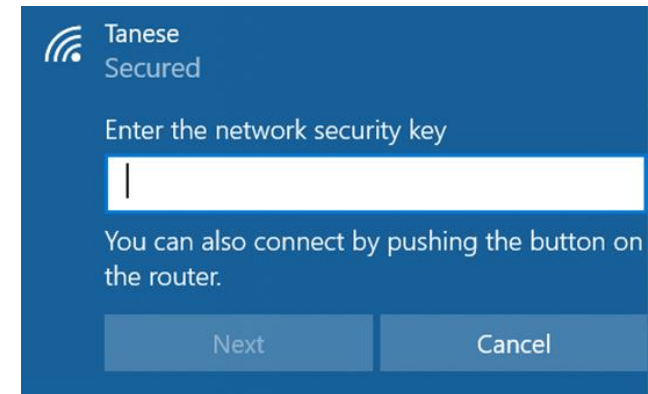 Tanese
Secured
Enter the network security key
You can also connect by pushing the button on
the router.
Next
Cancel